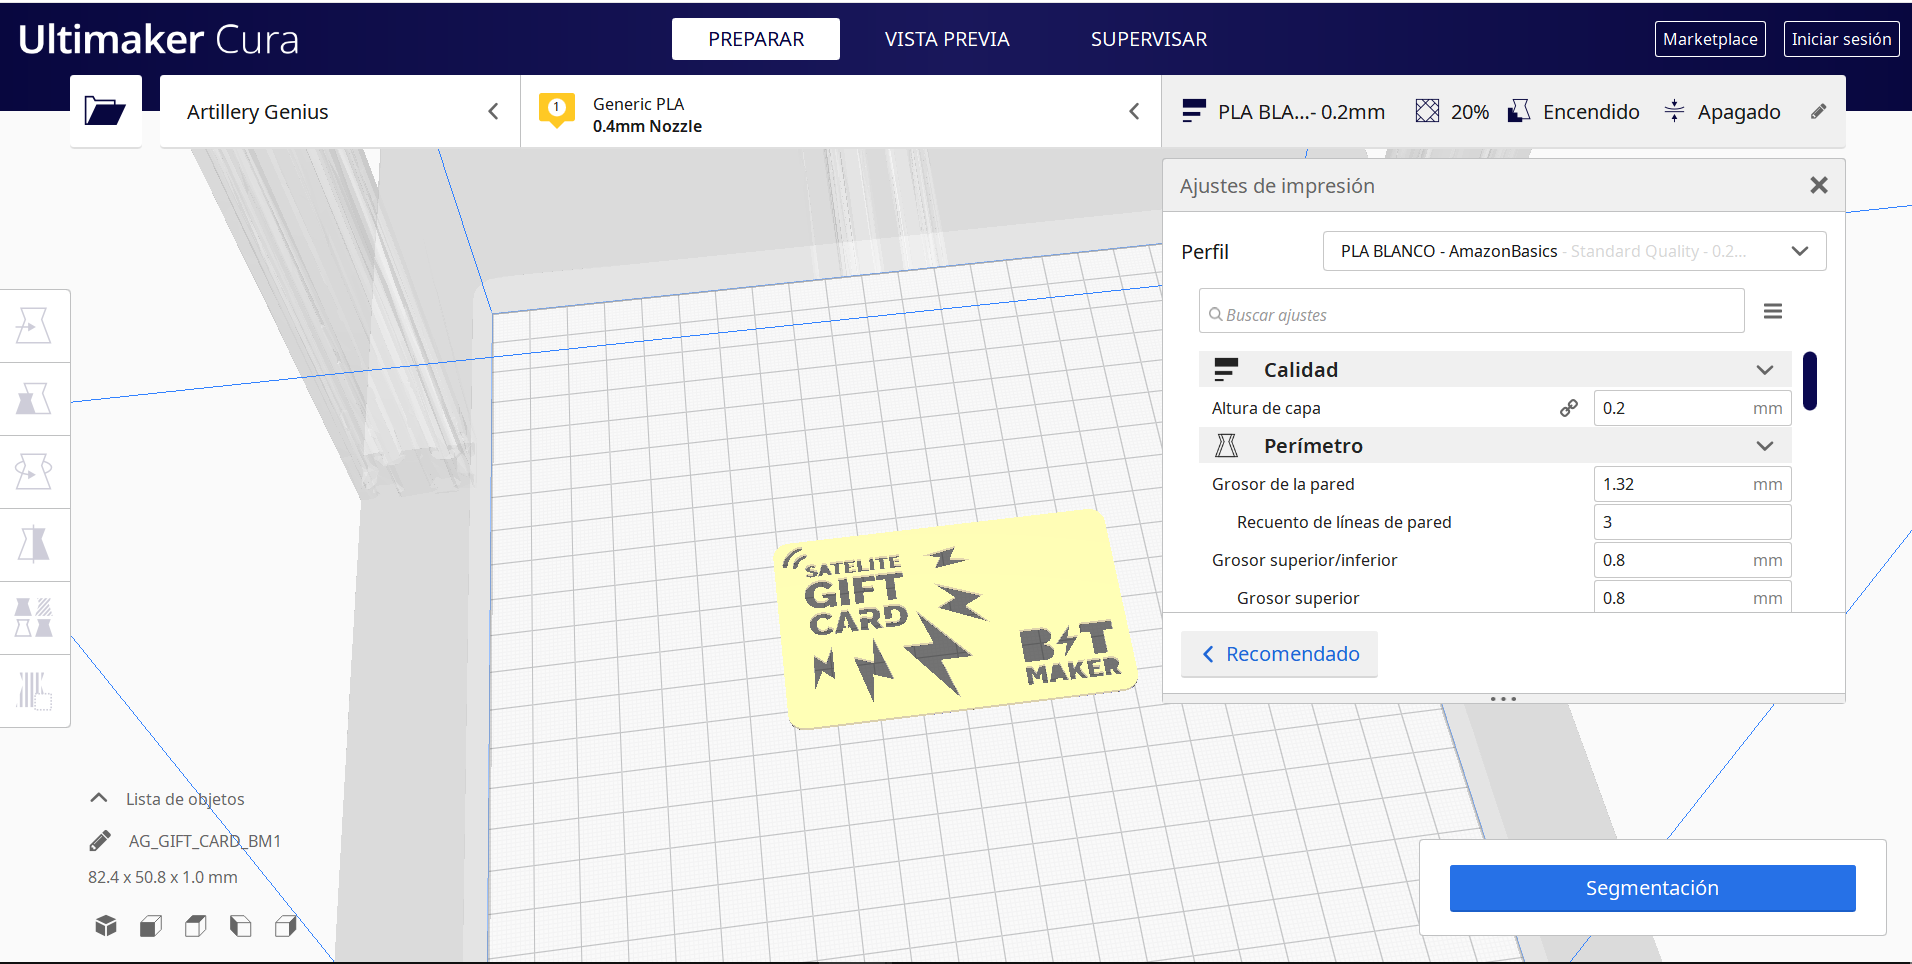 Ultimaker Cura
PREPARAR
VISTA PREVIA
SUPERVISAR
Marketplace
Iniciar sesión
Artillery Genius
1
Generic PLA
0.4mm Nozzle
PLA BLA...- 0.2mm
20%
Encendido
Apagado
Ajustes de impresión
Perfil
PLA BLANCO - AmazonBasics - Standard Quality - 0.2...
Buscar ajustes
Calidad
Altura de capa
0.2 mm
Perímetro
Grosor de la pared
1.32 mm
Recuento de líneas de pared
3
Grosor superior/inferior
0.8 mm
Grosor superior
0.8 mm
Recomendado
SATELITE
GIFT
CARD
BIT
MAKER
Lista de objetos
AG_GIFT_CARD_BM1
82.4 x 50.8 x 1.0 mm
Segmentación